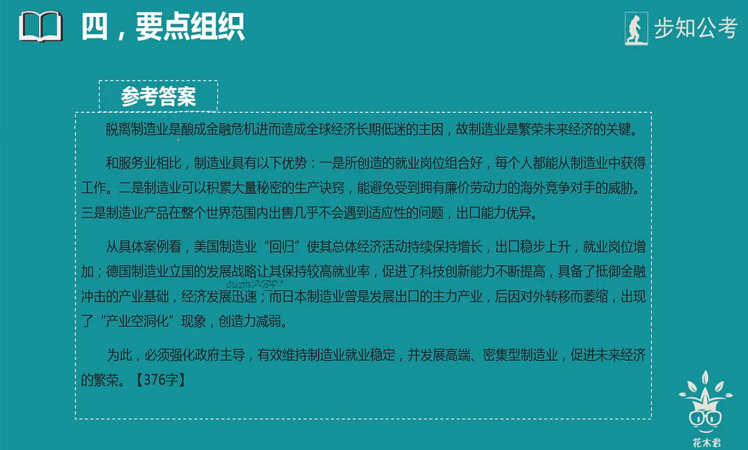 四，要点组织
步知公考
参考答案
脱离制造业是酿成金融危机进而造成全球经济长期低迷的主因，故制造业是繁荣未来经济的关键。
和服务业相比，制造业具有以下优势：一是所创造的就业岗位组合好，每个人都能从制造业中获得
工作。二是制造业可以积累大量秘密的生产诀窍，能避免受到拥有廉价劳动力的海外竞争对手的威胁。
三是制造业产品在整个世界范围内出售几乎不会遇到适应性的问题，出口能力优异。
从具体案例看，美国制造业“回归”使其总体经济活动持续保持增长，出口稳步上升，就业岗位增
加；德国制造业立国的发展战略让其保持较高就业率，促进了科技创新能力不断提高，具备了抵御金融
冲击的产业基础，经济发展迅速；而日本制造业曾是发展出口的主力产业，后因对外转移而萎缩，出现
了“产业空洞化”现象，创造力减弱。
为此，必须强化政府主导，有效维持制造业就业稳定，并发展高端、密集型制造业，促进未来经济
的繁荣。【376字】
花木君